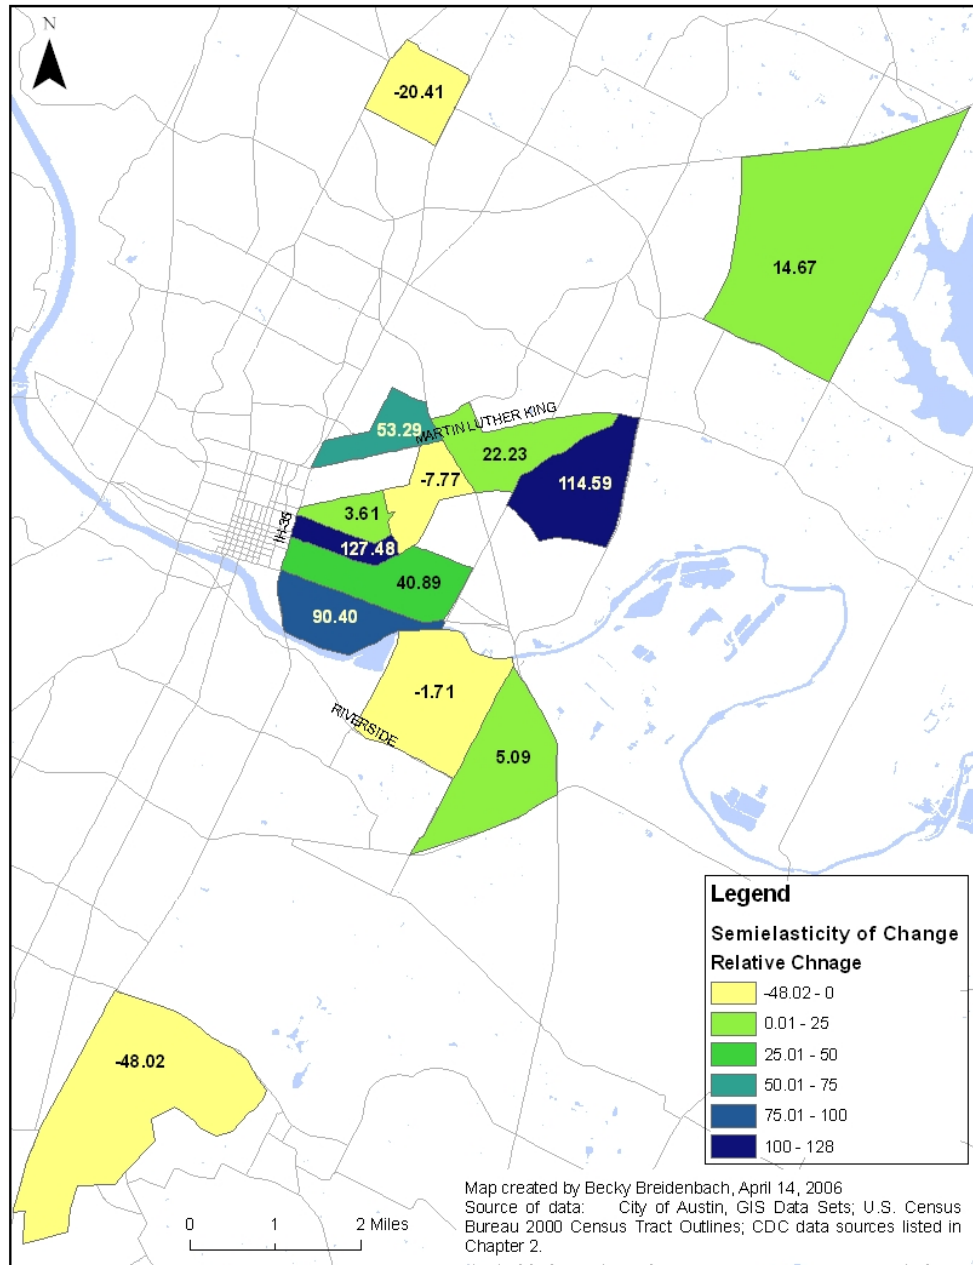 N
-20.41
14.67
53.29
MARTIN LUTHER KING
22.23
-7.77
114.59
3.61
IH-35
127.48
40.89
90.40
-1.71
RIVERSIDE
5.09
-48.02
Legend
Semielasticity of Change
Relative Chnage
-48.02 - 0
0.01 - 25
25.01 - 50
50.01 - 75
75.01 - 100
100 - 128
0 1 2 Miles
Map created by Becky Breidenbach, April 14, 2006
Source of data: City of Austin, GIS Data Sets; U.S. Census
Bureau 2000 Census Tract Outlines; CDC data sources listed in
Chapter 2.